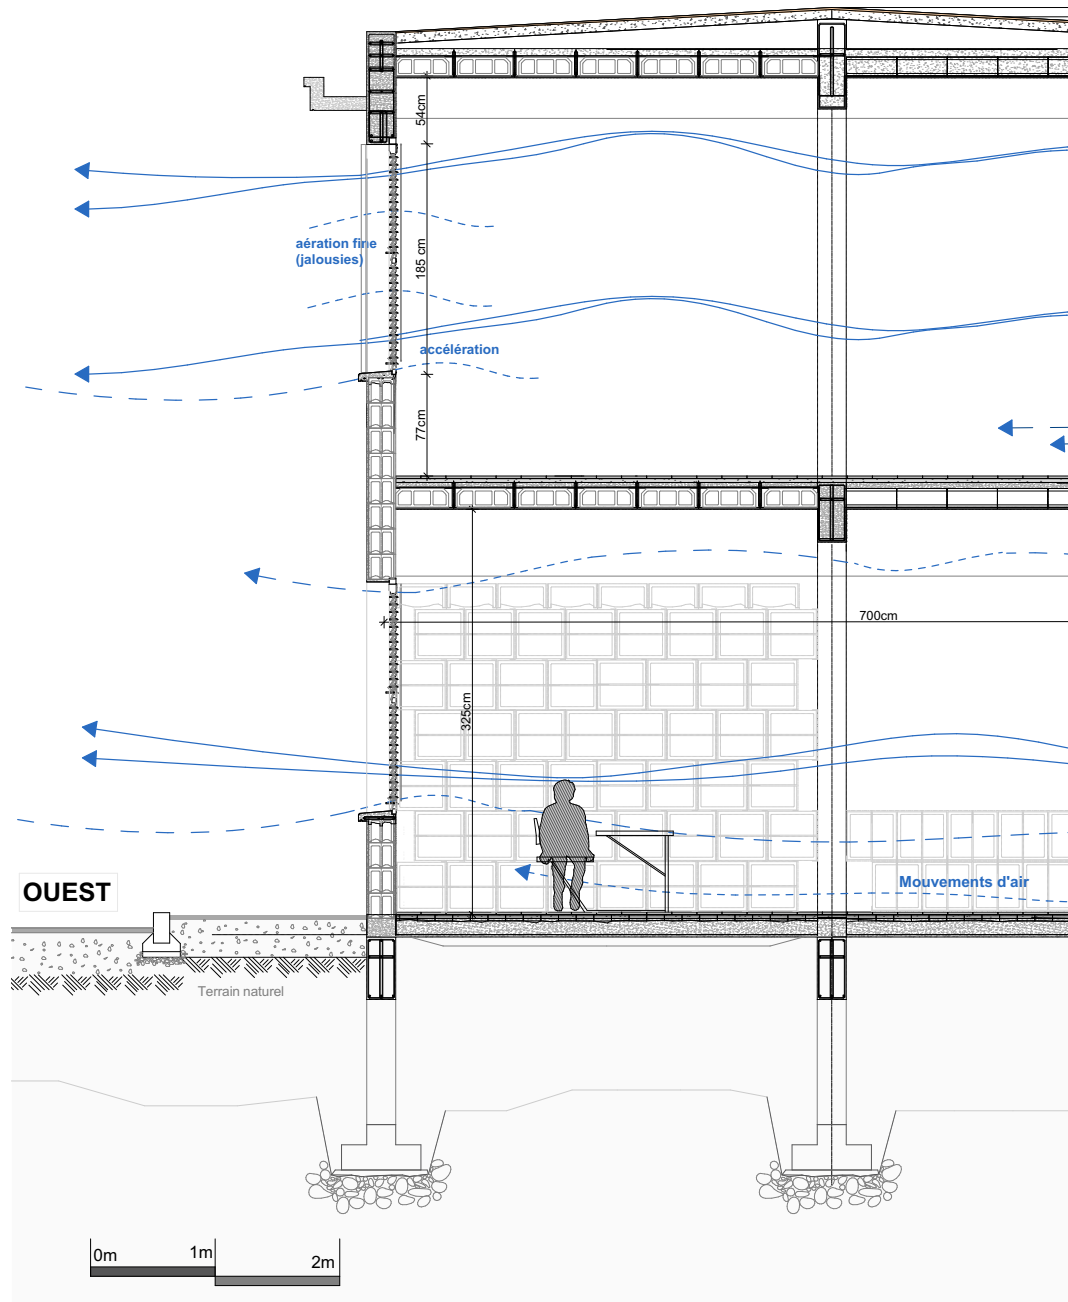 54cm
aération fine
(jalousies)
185 cm
accélération
77cm
700cm
325cm
OUEST
Mouvements d'air
Terrain naturel
0m
1m
2m